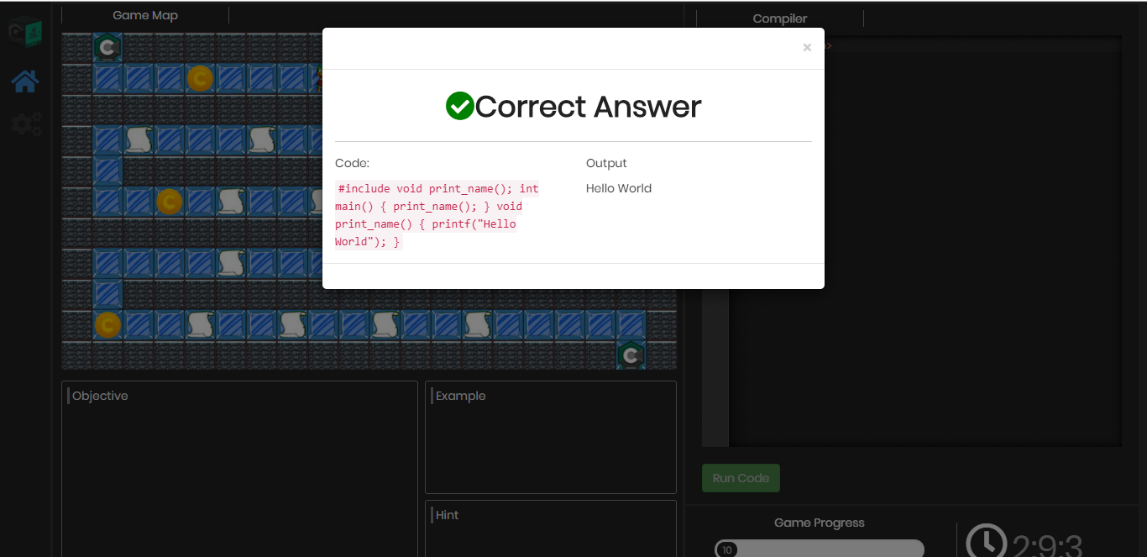 Game Map
Compiler
×
Correct Answer
Code:
Output
#include void print_name(); int
main() { print_name(); } void
print_name() { printf("Hello
World"); }
Hello World
Objective
Example
Hint
Run Code
Game Progress
10
2:9:3